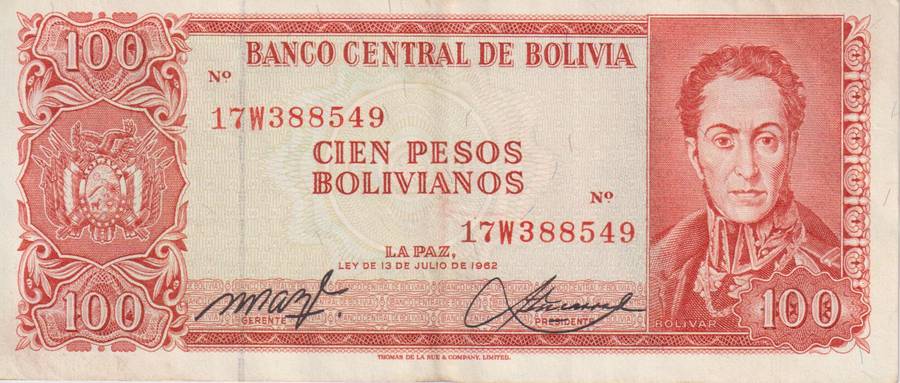 100
BANCO CENTRAL DE BOLIVIA
Nº
17W388549
CIEN PESOS
BOLIVIANOS
Nº
17W388549
LA PAZ,
LEY DE 13 DE JULIO DE 1962
100
GERENTE
PRESIDENTE
BOLIVAR
100
THOMAS DE LA RUE & COMPANY, LIMITED.